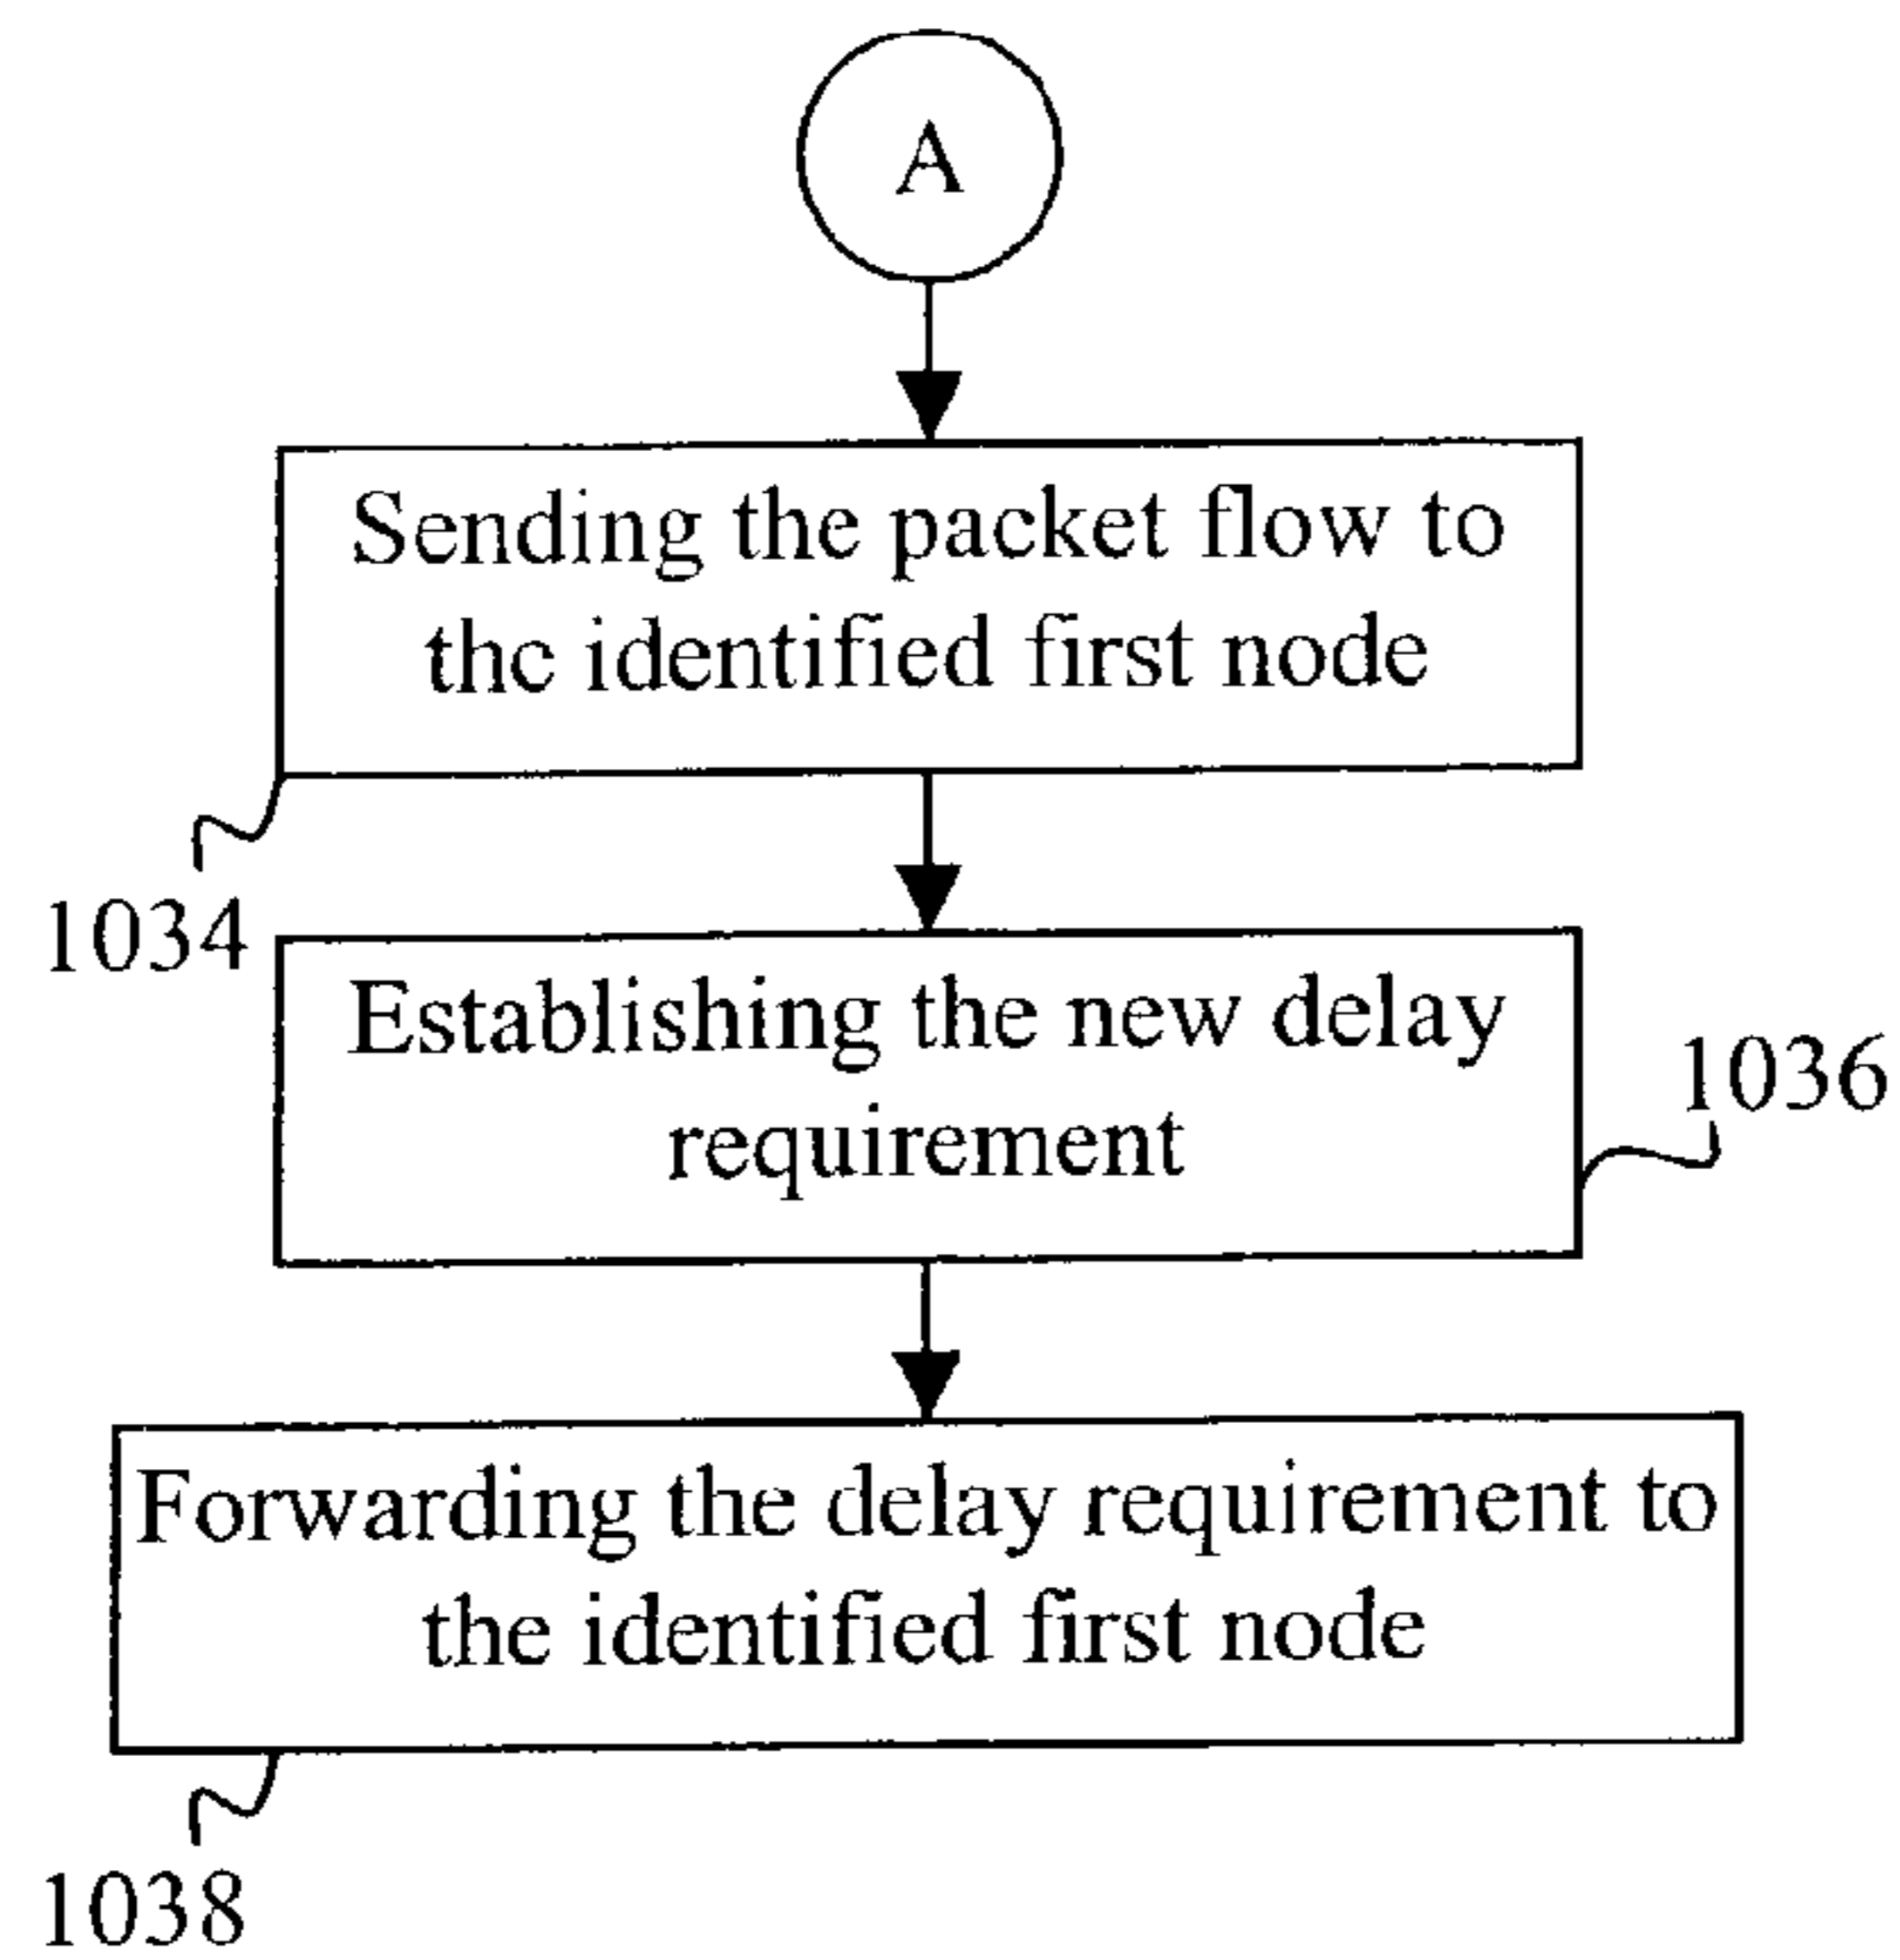 A
Sending the packet flow to
the identified first node
1034
Establishing the new delay
requirement
1036
Forwarding the delay requirement to
the identified first node
1038